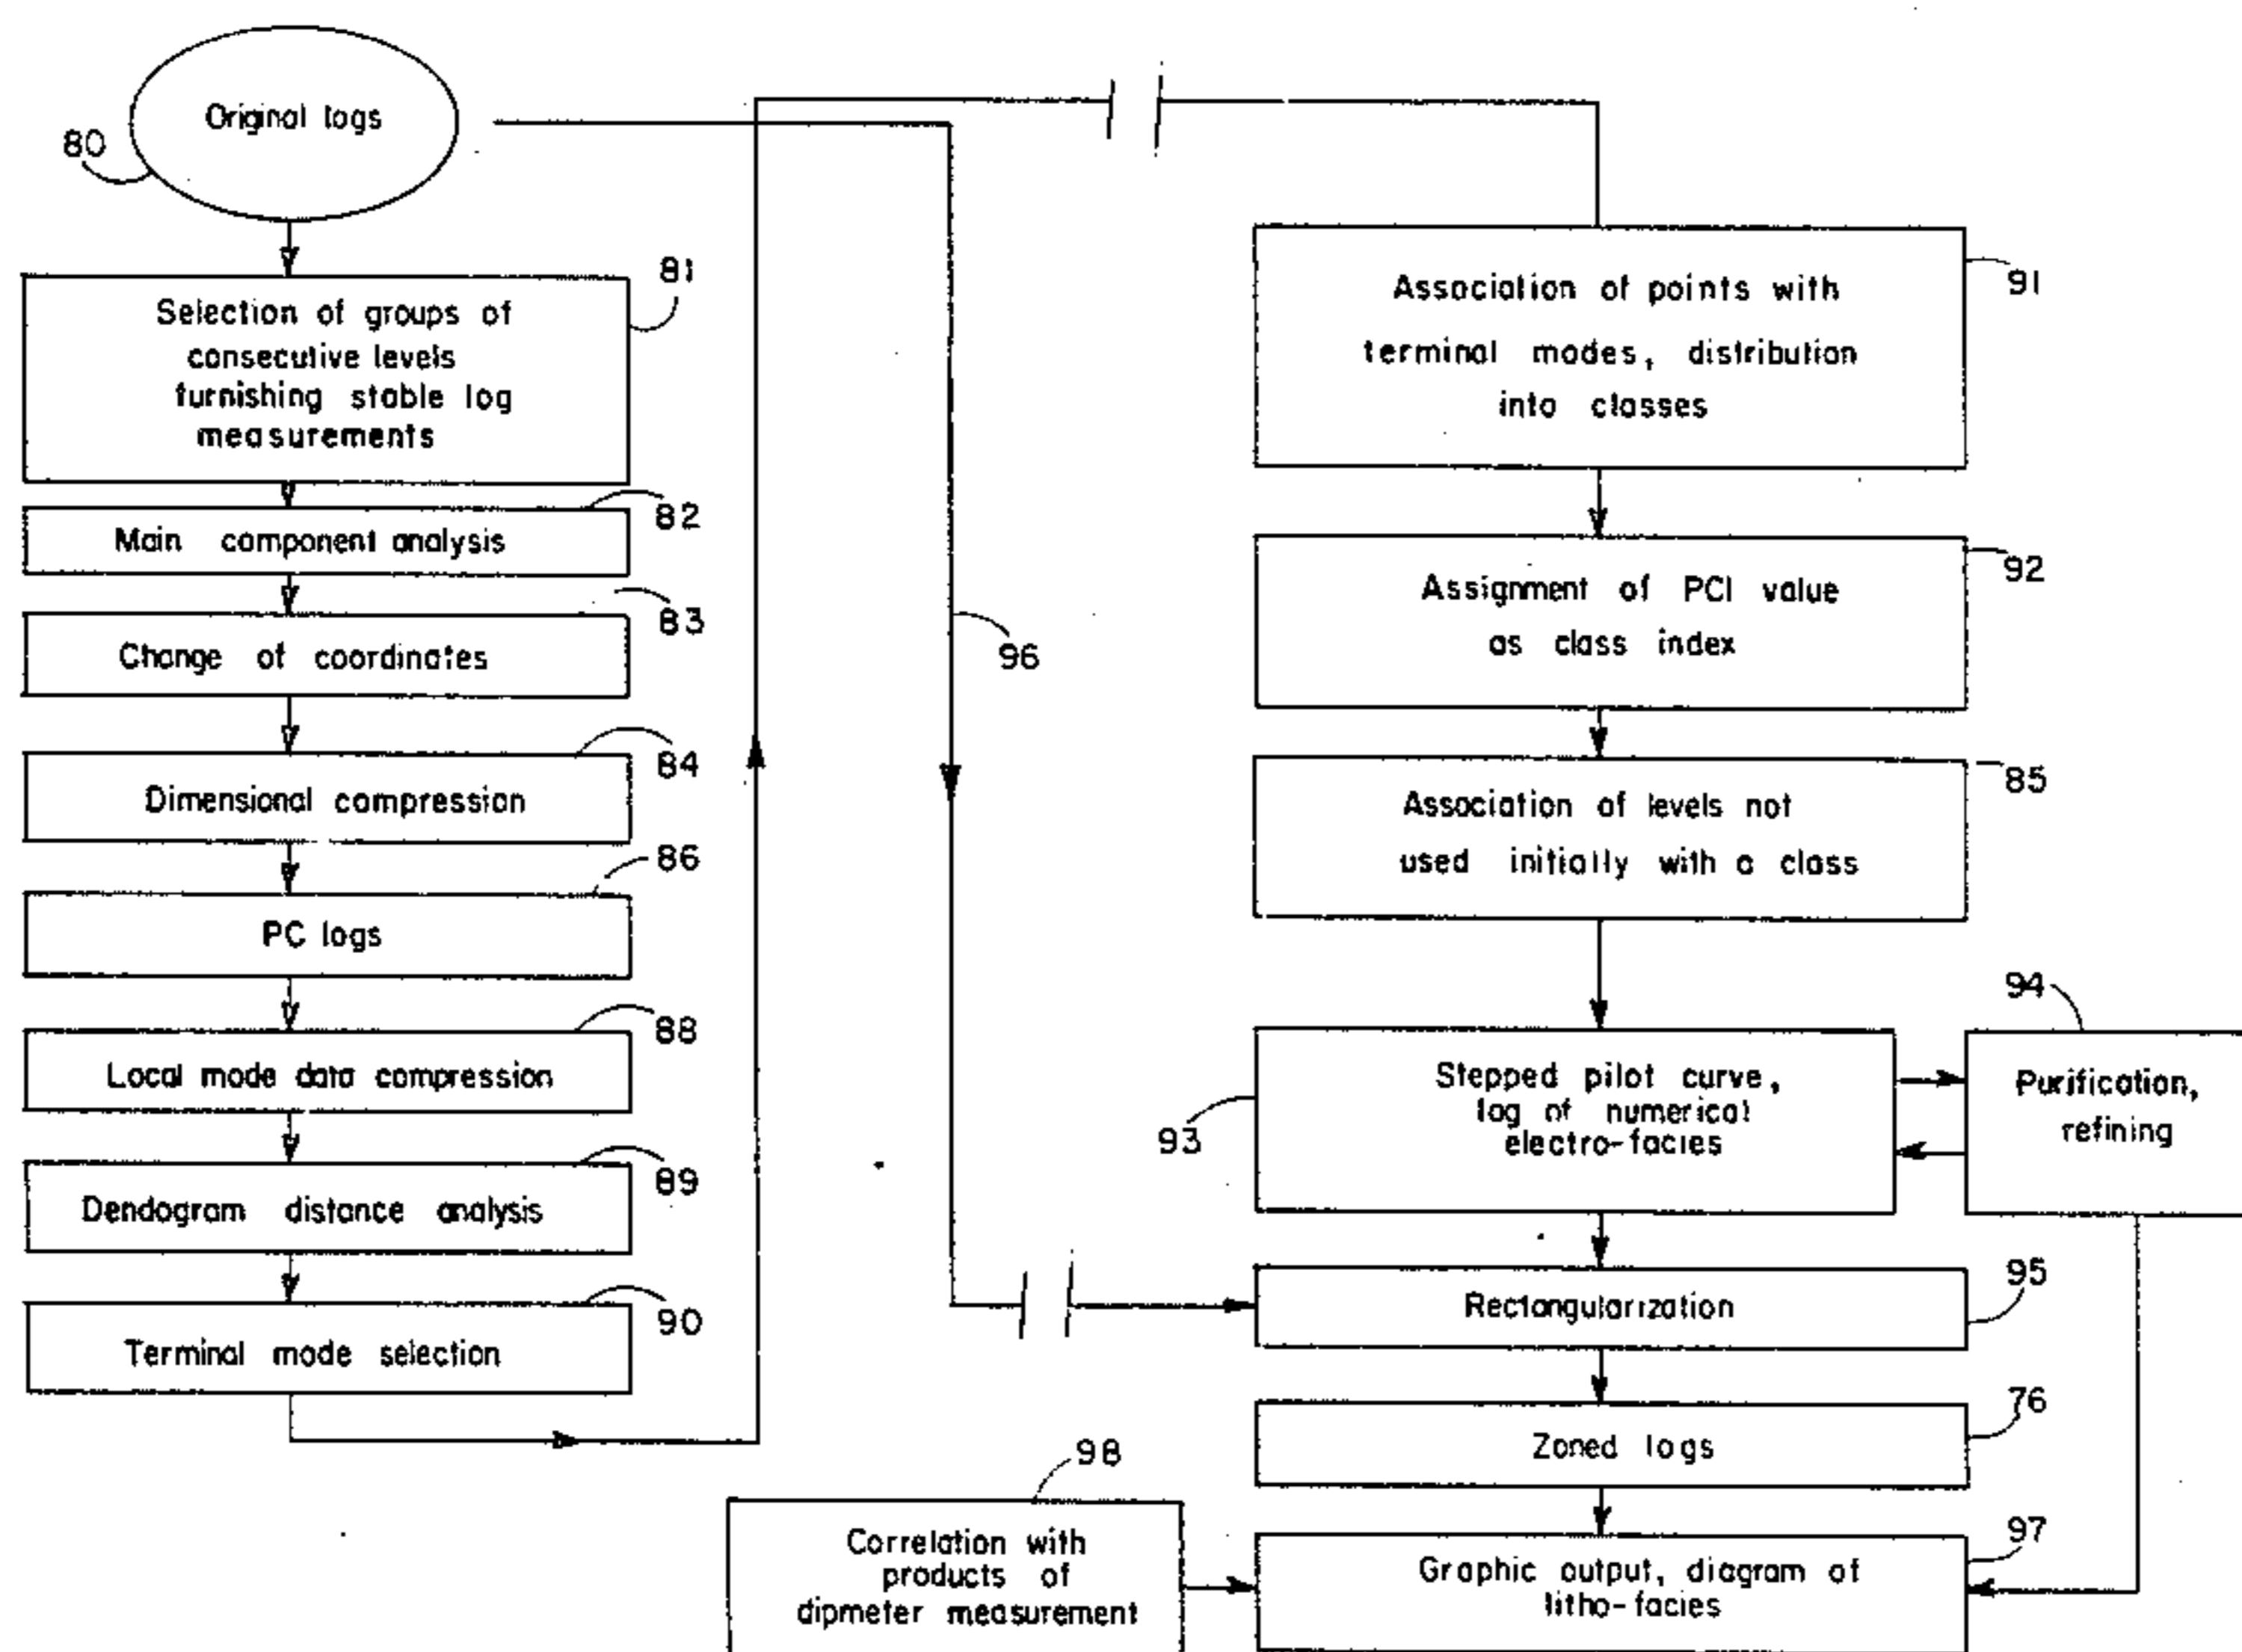 Original logs
80
Selection of groups of
consecutive levels
furnishing stable log
measurements
81
Main component analysis
82
Change of coordinates
83
Dimensional compression
84
PC logs
86
Local mode data compression
88
Dendogram distance analysis
89
Terminal mode selection
90
96
Association of points with
terminal modes, distribution
into classes
91
Assignment of PCI value
as class index
92
Association of levels not
used initially with a class
85
Stepped pilot curve,
log of numerical
electro-facies
93
Purification,
refining
94
Rectangularization
95
Zoned logs
76
Correlation with
products of
dipmeter measurement
98
Graphic output, diagram of
litho-facies
97